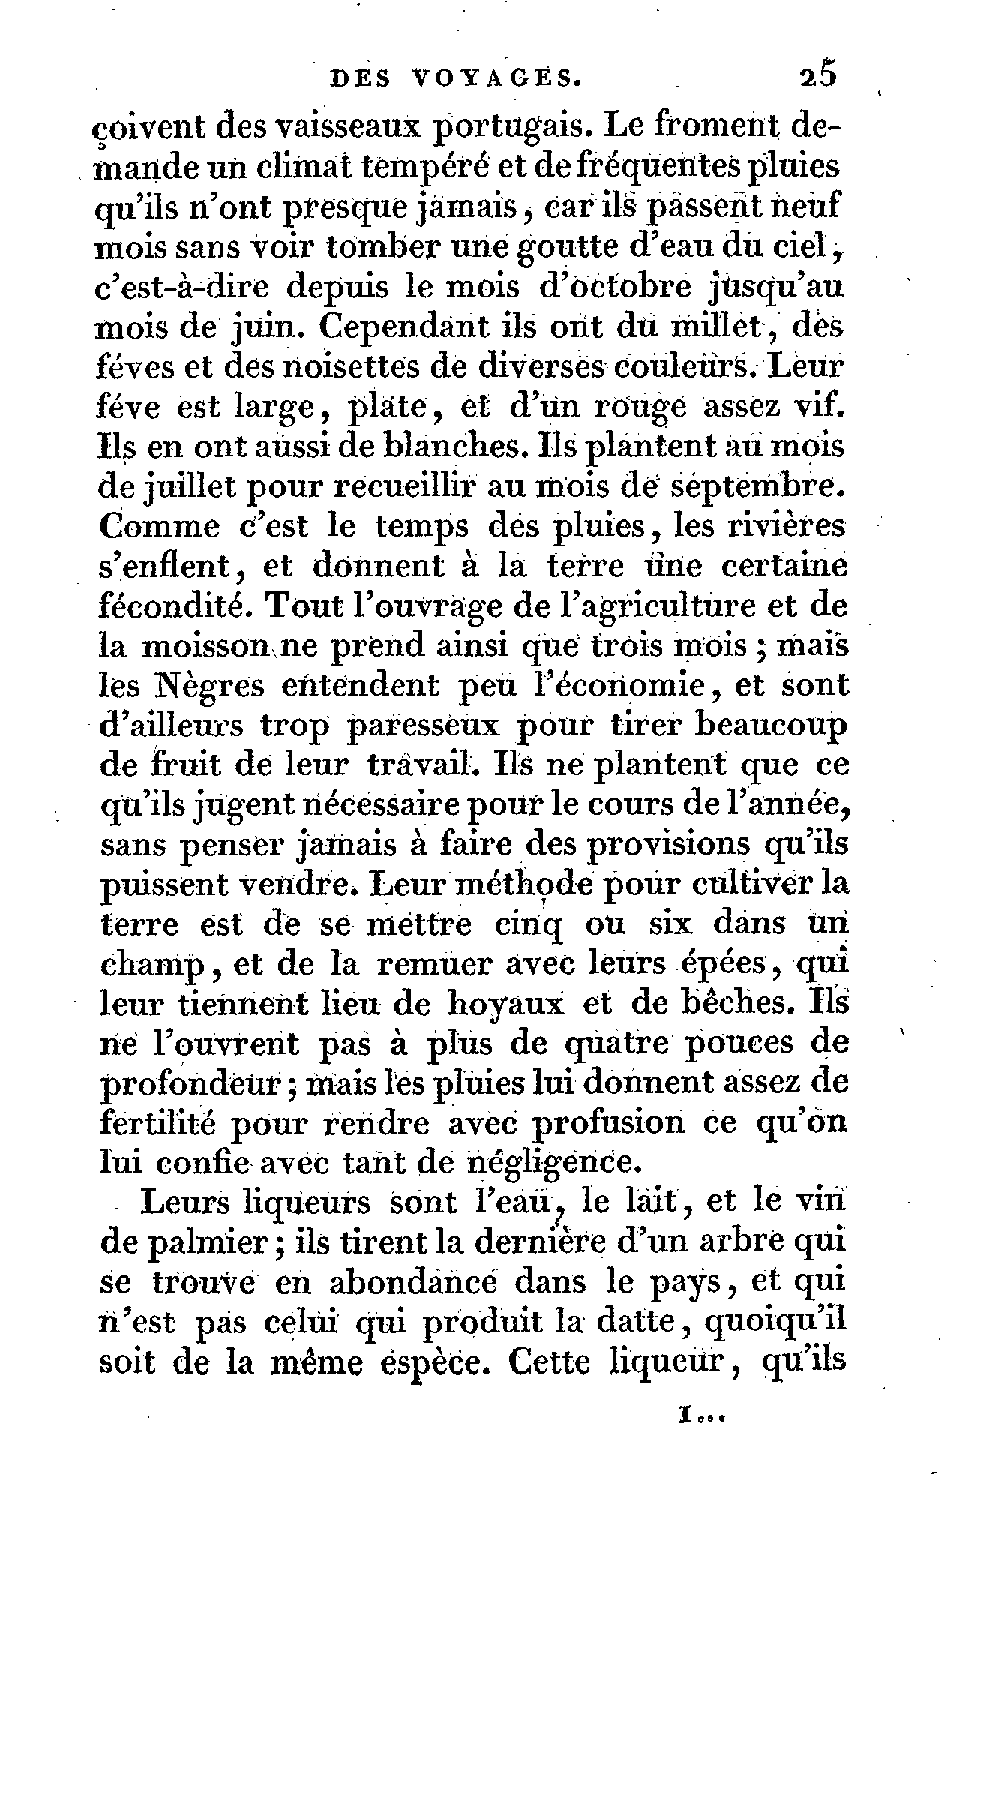 DES VOYAGES. 25
çoivent des vaisseaux portugais. Le froment de-
mande un climat tempéré et de fréquentes pluies
qu'ils n'ont presque jamais, car ils passent neuf
mois sans voir tomber une goutte d'eau du ciel,
c'est-à-dire depuis le mois d'octobre jusqu'au
mois de juin. Cependant ils ont du millet, des
féves et des noisettes de diverses couleurs. Leur
féve est large, plate, et d'un rouge assez vif.
Ils en ont aussi de blanches. Ils plantent au mois
de juillet pour recueillir au mois de septembre.
Comme c'est le temps des pluies, les rivières
s'enflent, et donnent à la terre une certaine
fécondité. Tout l'ouvrage de l'agriculture et de
la moisson ne prend ainsi que trois mois ; mais
les Nègres entendent peu l'économie, et sont
d'ailleurs trop paresseux pour tirer beaucoup
de fruit de leur travail. Ils ne plantent que ce
qu'ils jugent nécessaire pour le cours de l'année,
sans penser jamais à faire des provisions qu'ils
puissent vendre. Leur méthode pour cultiver la
terre est de se mettre cinq ou six dans un
champ, et de la remuer avec leurs épées, qui
leur tiennent lieu de hoyaux et de bêches. Ils
ne l'ouvrent pas à plus de quatre pouces de
profondeur ; mais les pluies lui donnent assez de
fertilité pour rendre avec profusion ce qu'on
lui confie avec tant de négligence.
Leurs liqueurs sont l'eau, le lait, et le vin
de palmier ; ils tirent la dernière d'un arbre qui
se trouve en abondance dans le pays, et qui
n'est pas celui qui produit la datte, quoiqu'il
soit de la même espèce. Cette liqueur, qu'ils
I...